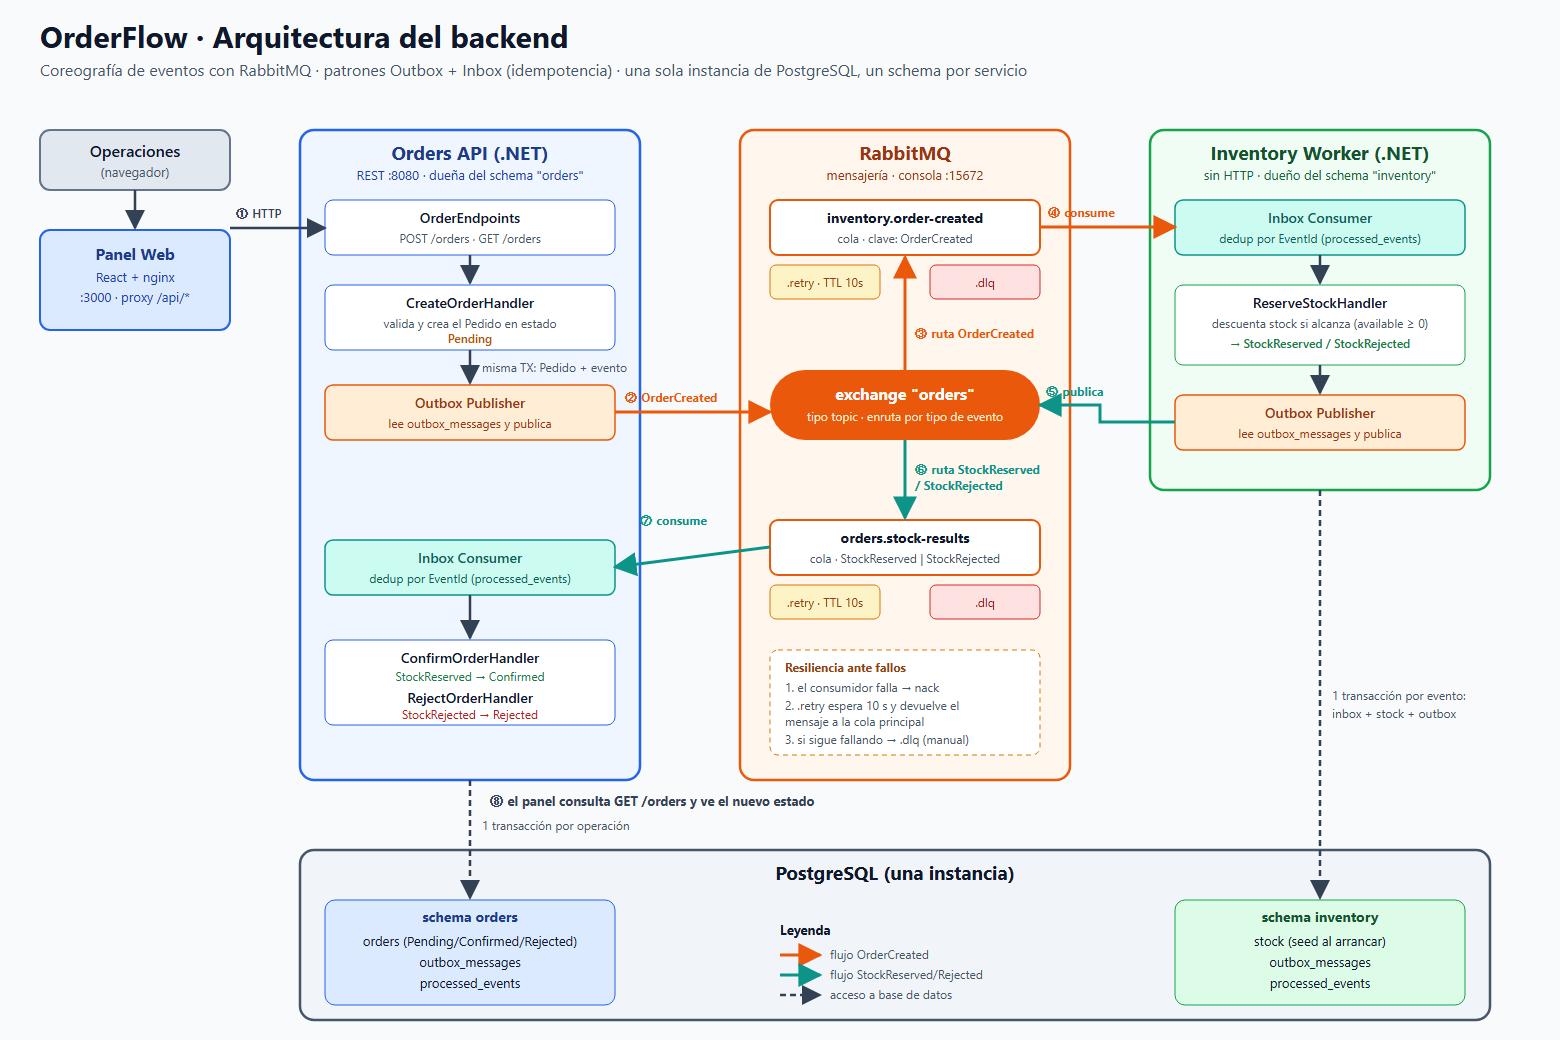 OrderFlow · Arquitectura del backend
Coreografía de eventos con RabbitMQ · patrones Outbox + Inbox (idempotencia) · una sola instancia de PostgreSQL, un schema por servicio
Operaciones
(navegador)
Panel Web
React + nginx
:3000 · proxy /api/*
① HTTP
Orders API (.NET)
REST :8080 · dueña del schema "orders"
OrderEndpoints
POST /orders · GET /orders
CreateOrderHandler
valida y crea el Pedido en estado
Pending
misma TX: Pedido + evento
Outbox Publisher
lee outbox_messages y publica
② OrderCreated
Inbox Consumer
dedup por EventId (processed_events)
ConfirmOrderHandler
StockReserved → Confirmed
RejectOrderHandler
StockRejected → Rejected
RabbitMQ
mensajería · consola :15672
inventory.order-created
cola · clave: OrderCreated
.retry · TTL 10s
.dlq
③ ruta OrderCreated
exchange "orders"
tipo topic · enruta por tipo de evento
⑥ ruta StockReserved
/ StockRejected
⑦ consume
orders.stock-results
cola · StockReserved | StockRejected
.retry · TTL 10s
.dlq
Resiliencia ante fallos
1. el consumidor falla → nack
2. .retry espera 10 s y devuelve el
mensaje a la cola principal
3. si sigue fallando → .dlq (manual)
④ consume
⑤ publica
Inventory Worker (.NET)
sin HTTP · dueño del schema "inventory"
Inbox Consumer
dedup por EventId (processed_events)
ReserveStockHandler
descuenta stock si alcanza (available ≥ 0)
→ StockReserved / StockRejected
Outbox Publisher
lee outbox_messages y publica
1 transacción por evento:
inbox + stock + outbox
⑧ el panel consulta GET /orders y ve el nuevo estado
1 transacción por operación
PostgreSQL (una instancia)
schema orders
orders (Pending/Confirmed/Rejected)
outbox_messages
processed_events
Leyenda
flujo OrderCreated
flujo StockReserved/Rejected
acceso a base de datos
schema inventory
stock (seed al arrancar)
outbox_messages
processed_events